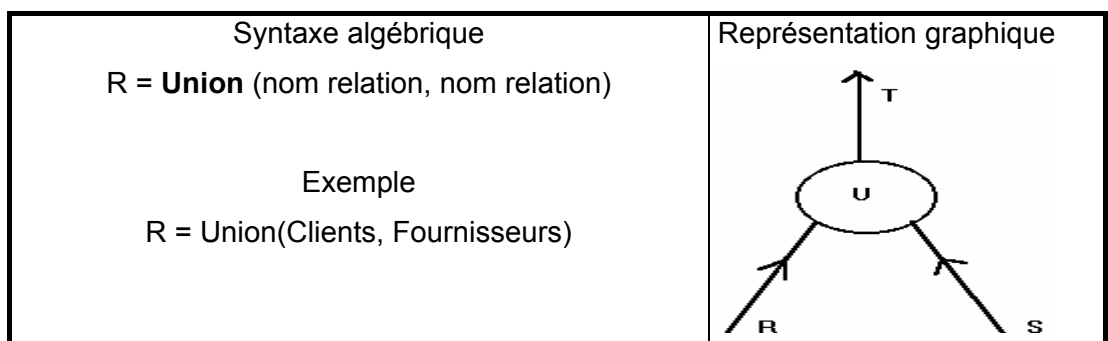 Syntaxe algébrique
R = Union (nom relation, nom relation)
Exemple
R = Union(Clients, Fournisseurs)
Représentation graphique
T
U
R
S